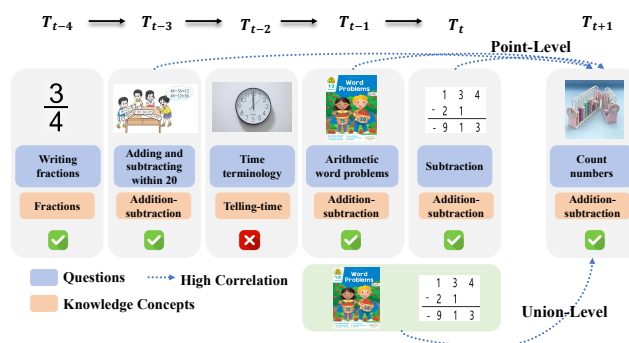 T_{t-4} T_{t-3} T_{t-2} T_{t-1} T_t T_{t+1}
Point-Level
3
4
46-36=12
Word
Problems
1 3 4
- 2 1
- 9 1 3
Writing
fractions
Adding and
subtracting
within 20
Time
terminology
Arithmetic
word problems
Subtraction
Count
numbers
Fractions
Addition-
subtraction
Telling-time
Addition-
subtraction
Addition-
subtraction
Addition-
subtraction
Questions
High Correlation
Knowledge Concepts
Word
Problems
1 3 4
- 2 1
- 9 1 3
Union-Level